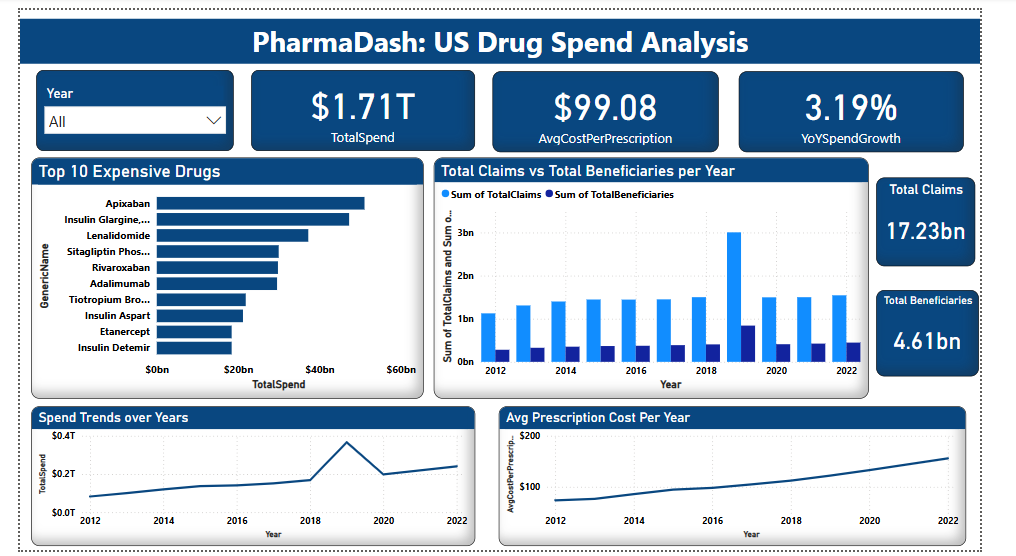 PharmaDash: US Drug Spend Analysis
Year
All
$1.71T
TotalSpend
$99.08
AvgCostPerPrescription
3.19%
YoYSpendGrowth
Top 10 Expensive Drugs
GenericName
Apixaban
Insulin Glargine,...
Lenalidomide
Sitagliptin Phos...
Rivaroxaban
Adalimumab
Tiotropium Bro...
Insulin Aspart
Etanercept
Insulin Detemir
$0bn $20bn $40bn $60bn
TotalSpend
Total Claims vs Total Beneficiaries per Year
Sum of TotalClaims Sum of TotalBeneficiaries
Sum of TotalClaims and Sum o...
3bn
2bn
1bn
0bn
2012 2014 2016 2018 2020 2022
Year
Total Claims
17.23bn
Total Beneficiaries
4.61bn
Spend Trends over Years
TotalSpend
$0.4T
$0.2T
$0.0T
2012 2014 2016 2018 2020 2022
Year
Avg Prescription Cost Per Year
AvgCostPerPrescrip...
$200
$100
2012 2014 2016 2018 2020 2022
Year